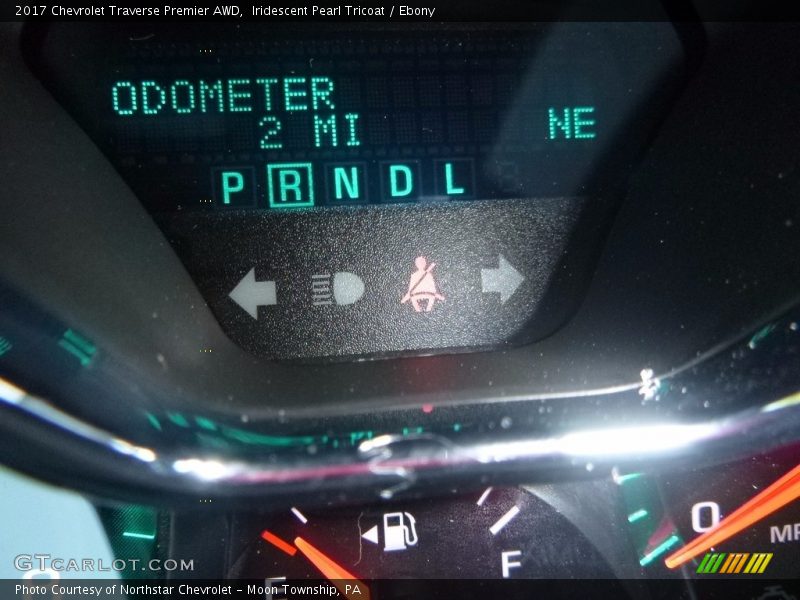 2017 Chevrolet Traverse Premier AWD,  Iridescent Pearl Tricoat / Ebony
ODOMETER
2 MI
NE
P R N D L
0
F
E
GTCARLOT.COM
Photo Courtesy of Northstar Chevrolet - Moon Township, PA